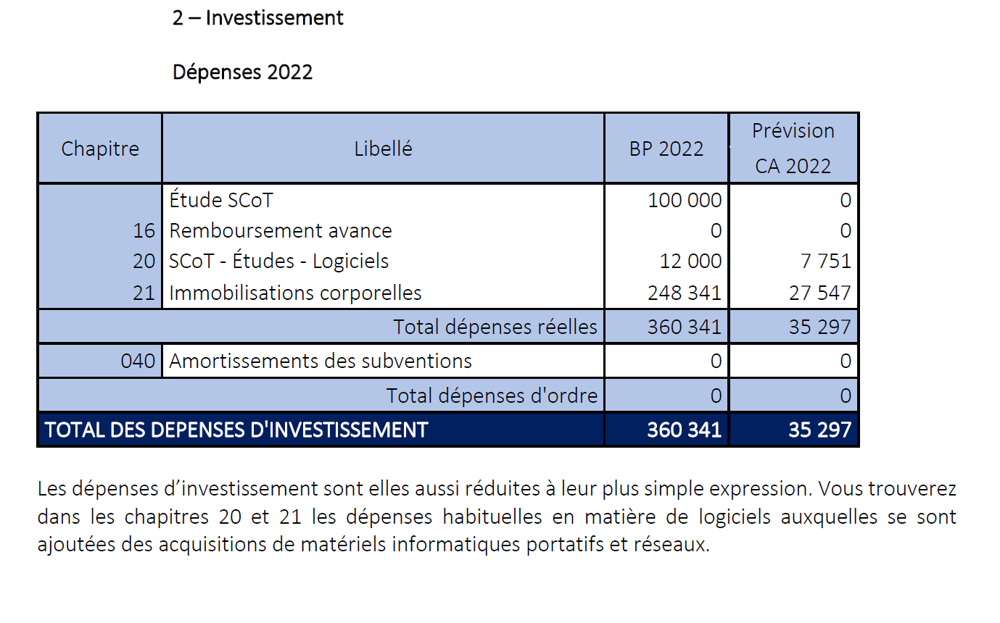 2 – Investissement
Dépenses 2022
Chapitre Libellé BP 2022 Prévision CA 2022
Étude SCoT 100 000 0
16 Remboursement avance 0 0
20 SCoT - Études - Logiciels 12 000 7 751
21 Immobilisations corporelles 248 341 27 547
Total dépenses réelles 360 341 35 297
040 Amortissements des subventions 0 0
Total dépenses d'ordre 0 0
TOTAL DES DEPENSES D'INVESTISSEMENT 360 341 35 297
Les dépenses d’investissement sont elles aussi réduites à leur plus simple expression. Vous trouverez
dans les chapitres 20 et 21 les dépenses habituelles en matière de logiciels auxquelles se sont
ajoutées des acquisitions de matériels informatiques portatifs et réseaux.